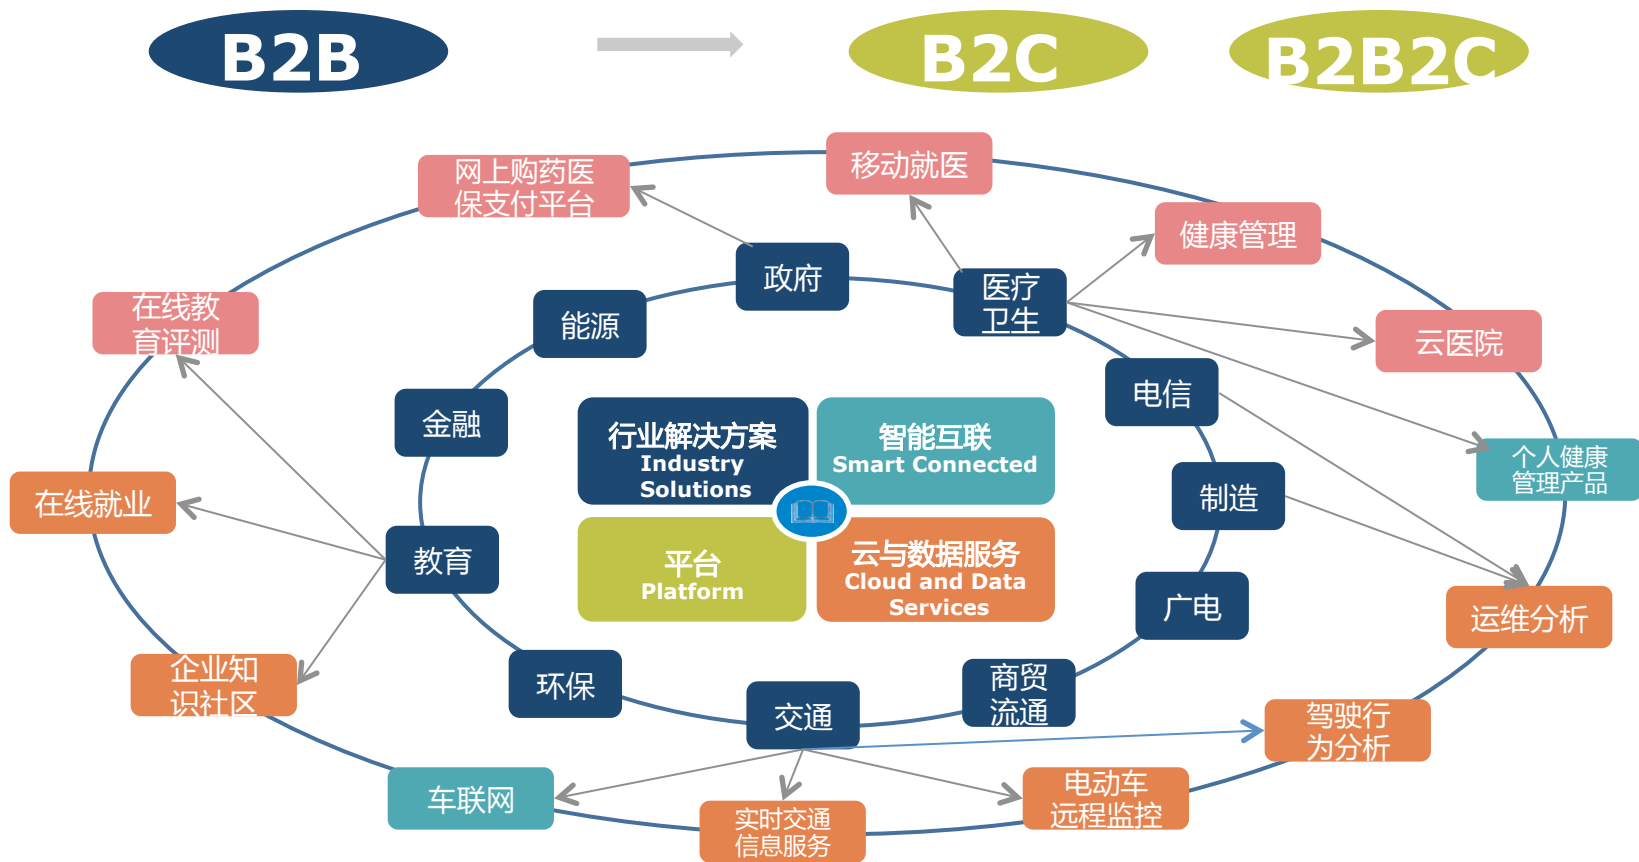 B2B
B2C
B2B2C
移动就医
网上购药医
保支付平台
健康管理
政府
医疗
卫生
在线教
育评测
能源
云医院
电信
金融
行业解决方案
Industry
Solutions
智能互联
Smart Connected
个人健康
管理产品
在线就业
制造
平台
Platform
云与数据服务
Cloud and Data
Services
教育
广电
运维分析
企业知
识社区
环保
商贸
流通
交通
驾驶行
为分析
车联网
电动车
远程监控
实时交通
信息服务